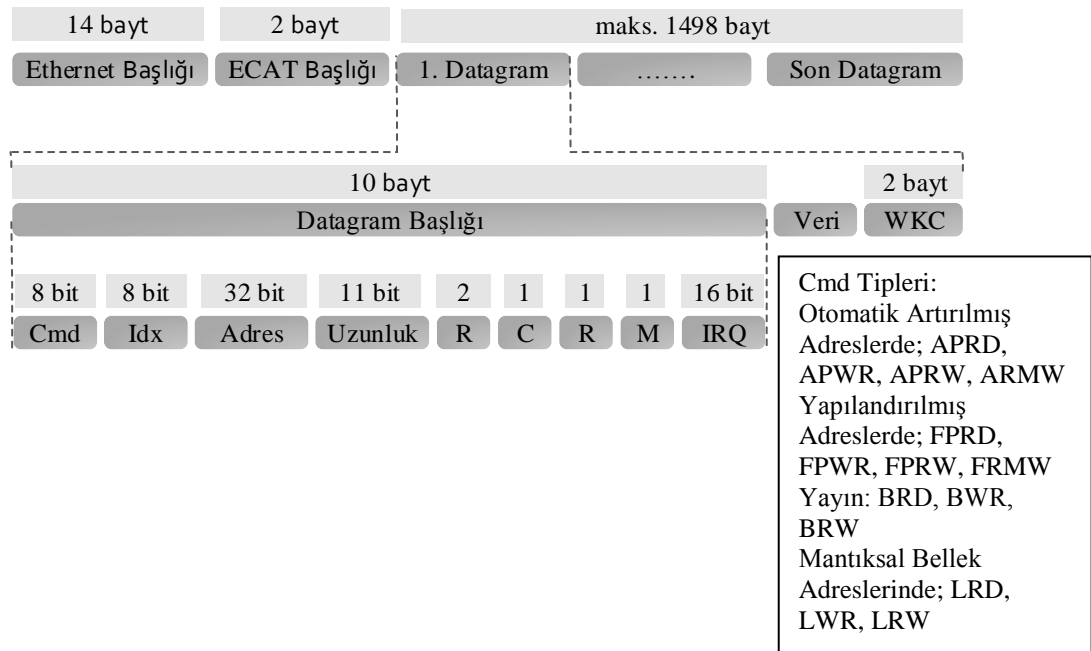 14 bayt 2 bayt maks. 1498 bayt
Ethernet Başlığı ECAT Başlığı 1. Datagram ....... Son Datagram
10 bayt 2 bayt
Datagram Başlığı Veri WKC
8 bit 8 bit 32 bit 11 bit 2 1 1 1 16 bit
Cmd Idx Adres Uzunluk R C R M IRQ
Cmd Tipleri:
Otomatik Artırılmış
Adreslerde; APRD,
APWR, APRW, ARMW
Yapılandırılmış
Adreslerde; FPRD,
FPWR, FPRW, FRMW
Yayın: BRD, BWR,
BRW
Mantıksal Bellek
Adreslerinde; LRD,
LWR, LRW